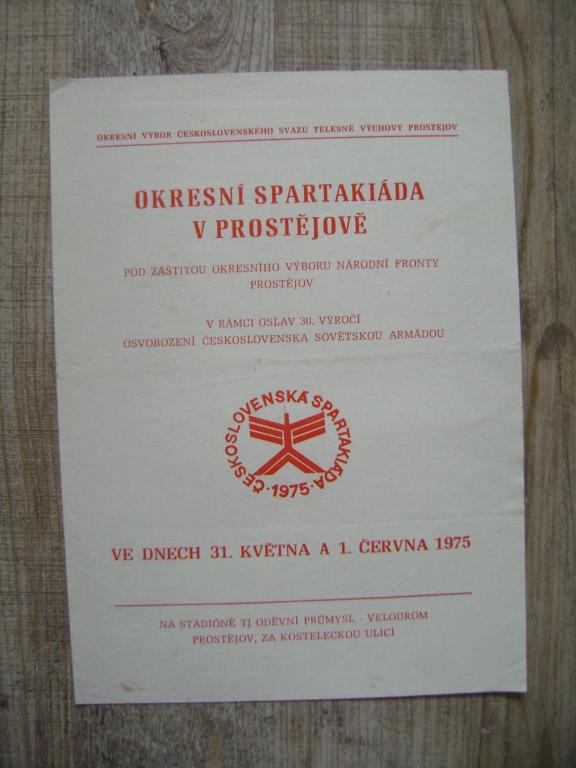 OKRESNÍ VÝBOR ČESKOSLOVENSKÉHO SVAZU TELESNÉ VÝCHOVY PROSTĚJOV
OKRESNÍ SPARTAKIÁDA
V PROSTĚJOVĚ
POD ZÁŠTITOU OKRESNÍHO VÝBORU NÁRODNÍ FRONTY
PROSTĚJOV
V RÁMCI OSLAV 30. VÝROČÍ
OSVOBOZENÍ ČESKOSLOVENSKA SOVĚTSKOU ARMÁDOU
ČESKOSLOVENSKÁ SPARTAKIÁDA
·1975·
VE DNECH 31. KVĚTNA A 1. ČERVNA 1975
NA STADIÓNĚ TJ ODĚVNÍ PRŮMYSL - VELODROM
PROSTĚJOV, ZA KOSTELECKOU ULICÍ